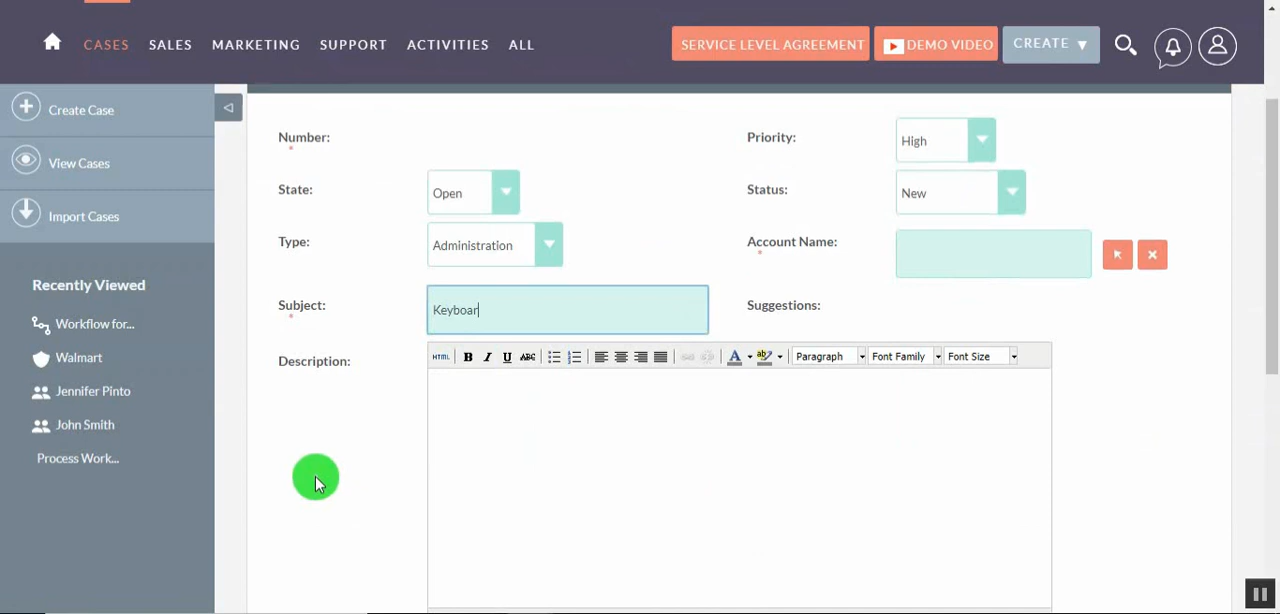 CASES SALES MARKETING SUPPORT ACTIVITIES ALL SERVICE LEVEL AGREEMENT DEMO VIDEO CREATE
Create Case
View Cases
Import Cases
Recently Viewed
Workflow for...
Walmart
Jennifer Pinto
John Smith
Process Work...
Number: Priority: High
State: Open Status: New
Type: Administration Account Name:
Subject: Keyboar Suggestions:
Description: HTML B I U ABC A ab Paragraph Font Family Font Size